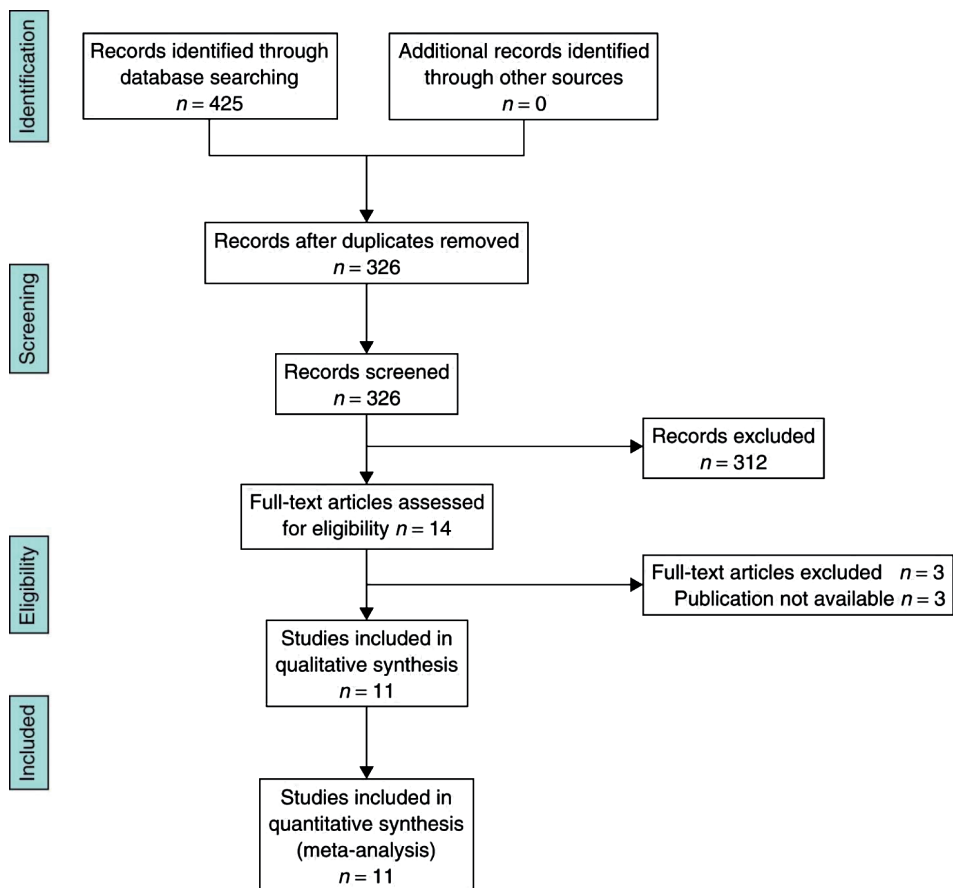 Identification
Records identified through
database searching
n = 425
Additional records identified
through other sources
n = 0
Records after duplicates removed
n = 326
Screening
Records screened
n = 326
Records excluded
n = 312
Full-text articles assessed
for eligibility n = 14
Eligibility
Full-text articles excluded n = 3
Publication not available n = 3
Studies included in
qualitative synthesis
n = 11
Included
Studies included in
quantitative synthesis
(meta-analysis)
n = 11